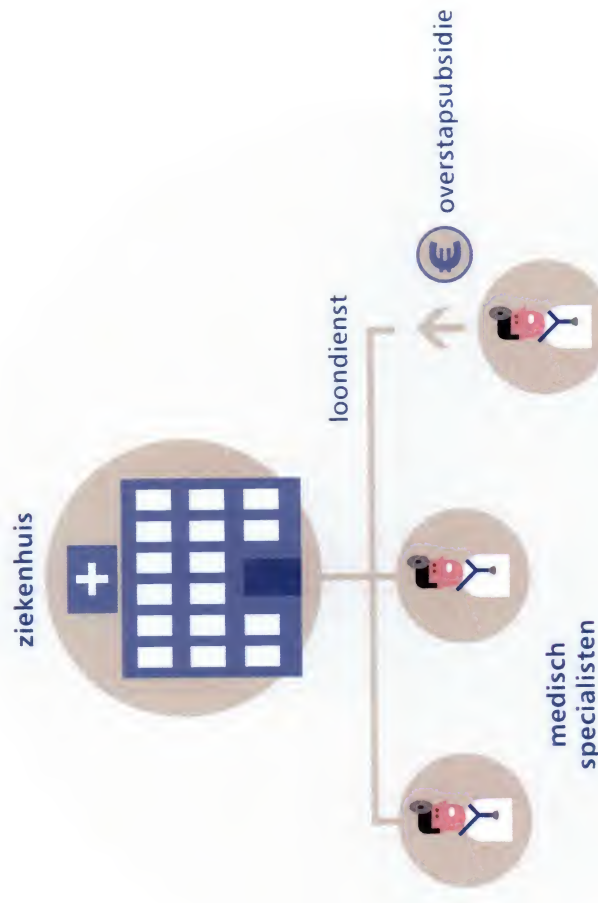 ziekenhuis
loondienst
€ overstapsubsidie
medisch
specialisten